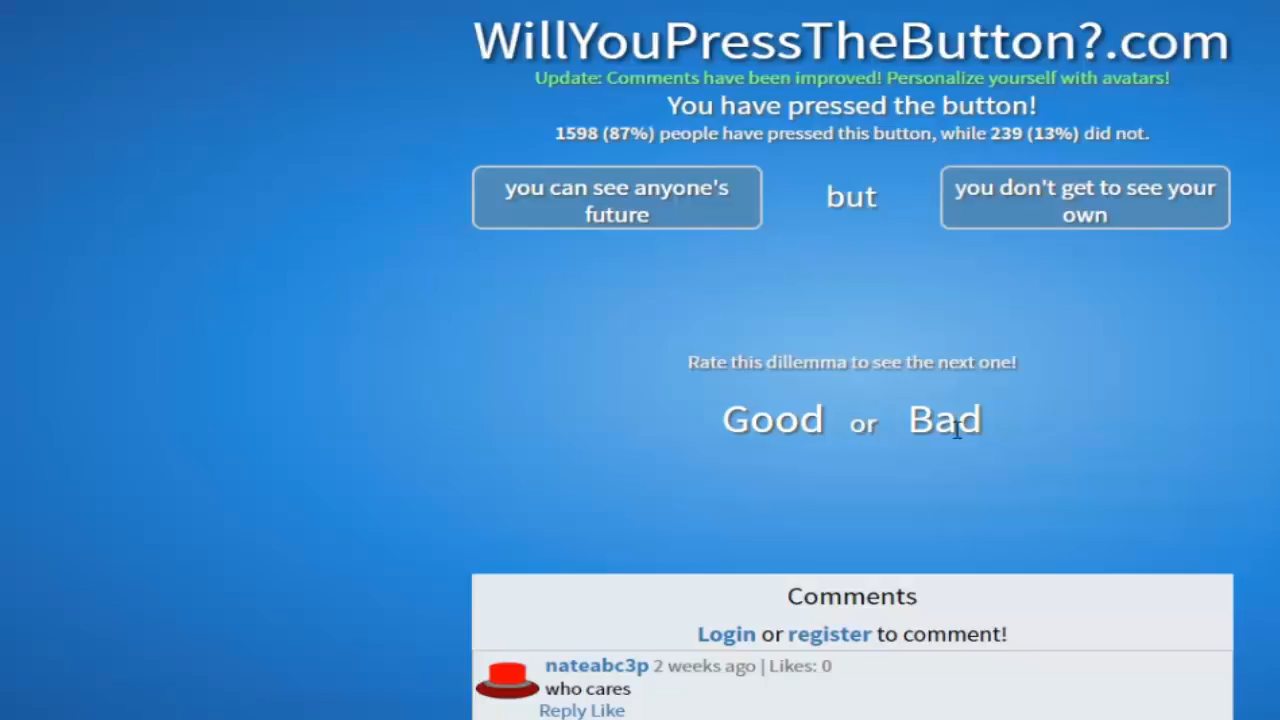 WillYouPressTheButton?.com
Update: Comments have been improved! Personalize yourself with avatars!
You have pressed the button!
1598 (87%) people have pressed this button, while 239 (13%) did not.
you can see anyone's
future
but
you don't get to see your
own
Rate this dillemma to see the next one!
Good or Bad
Comments
Login or register to comment!
nateabc3p 2 weeks ago | Likes: 0
who cares
Reply Like